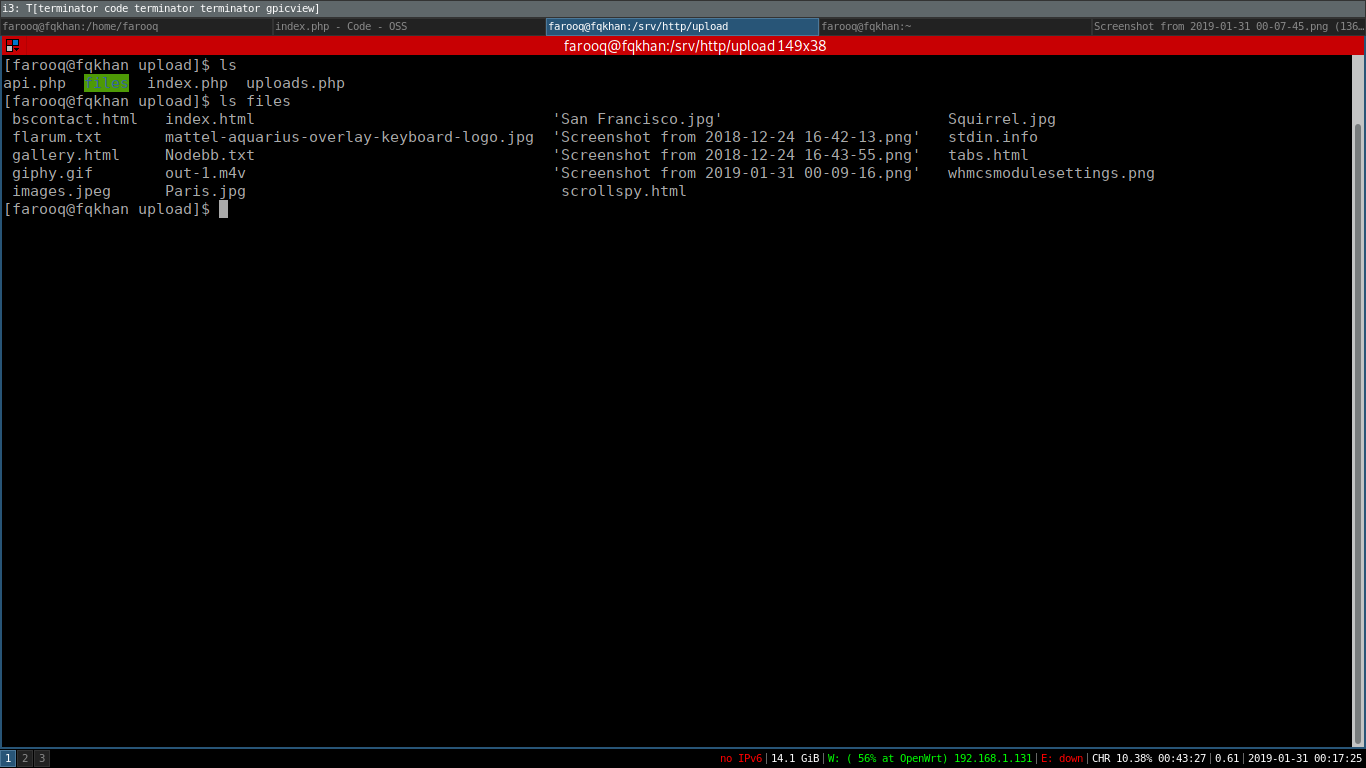 i3: T[terminator code terminator terminator gpicview]
farooq@fqkhan:/home/farooq index.php - Code - OSS farooq@fqkhan:/srv/http/upload farooq@fqkhan:~ Screenshot from 2019-01-31 00-07-45.png (136...
farooq@fqkhan:/srv/http/upload 149x38
[farooq@fqkhan upload]$ ls
api.php  files  index.php  uploads.php
[farooq@fqkhan upload]$ ls files
bscontact.html   index.html   'San Francisco.jpg'   Squirrel.jpg
flarum.txt   mattel-aquarius-overlay-keyboard-logo.jpg   'Screenshot from 2018-12-24 16-42-13.png'   stdin.info
gallery.html   Nodebb.txt   'Screenshot from 2018-12-24 16-43-55.png'   tabs.html
giphy.gif   out-1.m4v   'Screenshot from 2019-01-31 00-09-16.png'   whmcsmodulesettings.png
images.jpeg   Paris.jpg   scrollspy.html
[farooq@fqkhan upload]$
1 2 3 no IPv6|14.1 GiB|W: ( 56% at OpenWrt) 192.168.1.131|E: down|CHR 10.38% 00:43:27|0.61|2019-01-31 00:17:25